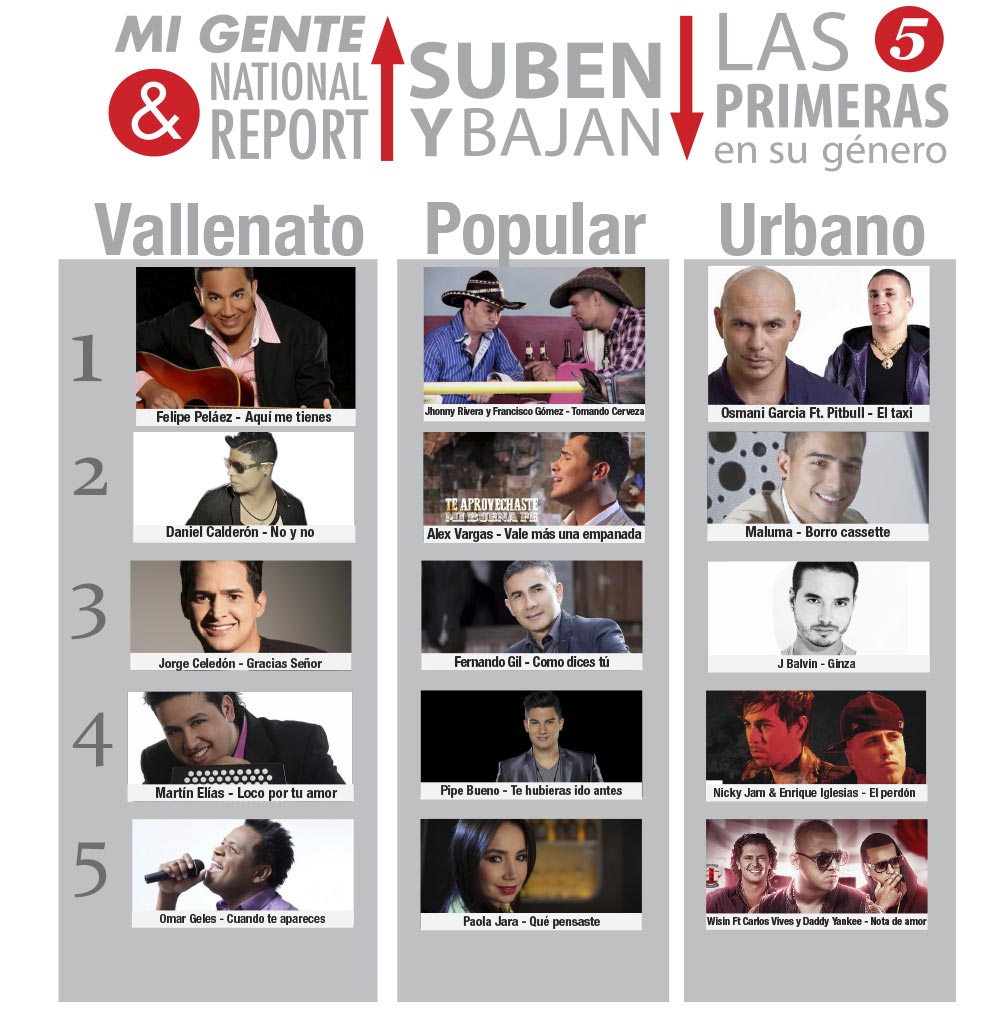 MI GENTE
& NATIONAL
REPORT
SUBEN
Y BAJAN
LAS 5
PRIMERAS
en su género
Vallenato
Popular
Urbano
1
Felipe Peláez - Aquí me tienes
Jhonny Rivera y Francisco Gómez - Tomando Cerveza
Osmani Garcia Ft. Pitbull - El taxi
2
Daniel Calderón - No y no
TE APROVECHASTE
MI BUENA FE
Alex Vargas - Vale más una empanada
Maluma - Borro cassette
3
Jorge Celedón - Gracias Señor
Fernando Gil - Como dices tú
J Balvin - Ginza
4
Martín Elías - Loco por tu amor
Pipe Bueno - Te hubieras ido antes
Nicky Jam & Enrique Iglesias - El perdón
5
Omar Geles - Cuando te apareces
Paola Jara - Qué pensaste
Wisin Ft Carlos Vives y Daddy Yankee - Nota de amor